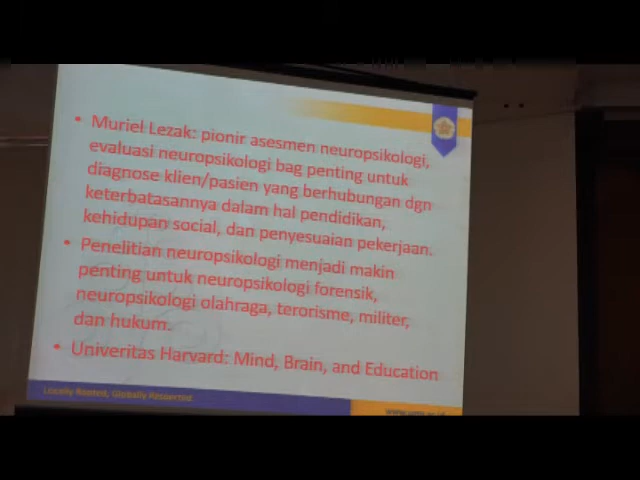 • Muriel Lezak: pionir asesmen neuropsikologi,
evaluasi neuropsikologi bag penting untuk
diagnose klien/pasien yang berhubungan dgn
keterbatasannya dalam hal pendidikan,
kehidupan social, dan penyesuaian pekerjaan.
• Penelitian neuropsikologi menjadi makin
penting untuk neuropsikologi forensik,
neuropsikologi olahraga, terorisme, militer,
dan hukum.
• Univeritas Harvard: Mind, Brain, and Education
Locally Rooted, Globally Respected